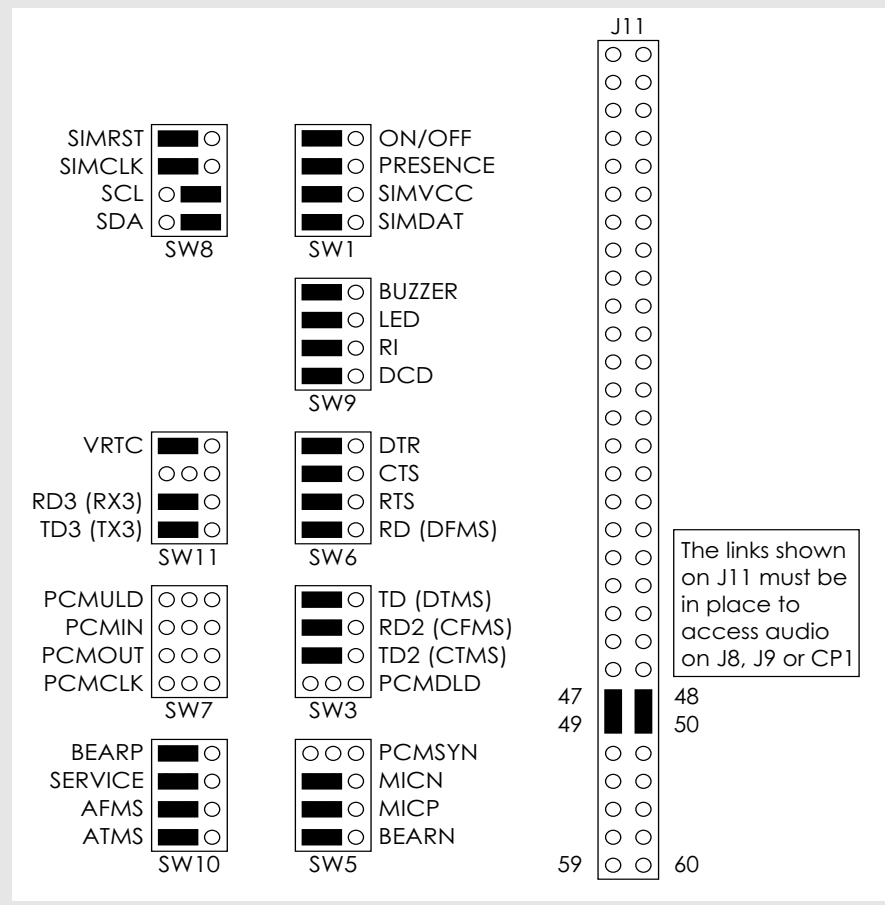 J11
SIMRST
SIMCLK
SCL
SDA
SW8
ON/OFF
PRESENCE
SIMVCC
SIMDAT
SW1
BUZZER
LED
RI
DCD
SW9
VRTC
RD3 (RX3)
TD3 (TX3)
SW11
DTR
CTS
RTS
RD (DFMS)
SW6
The links shown
on J11 must be
in place to
access audio
on J8, J9 or CP1
PCMULD
PCMIN
PCMOUT
PCMCLK
SW7
TD (DTMS)
RD2 (CFMS)
TD2 (CTMS)
PCMDLD
SW3
47 48
49 50
BEARP
SERVICE
AFMS
ATMS
SW10
PCMSYN
MICN
MICP
BEARN
SW5
59 60